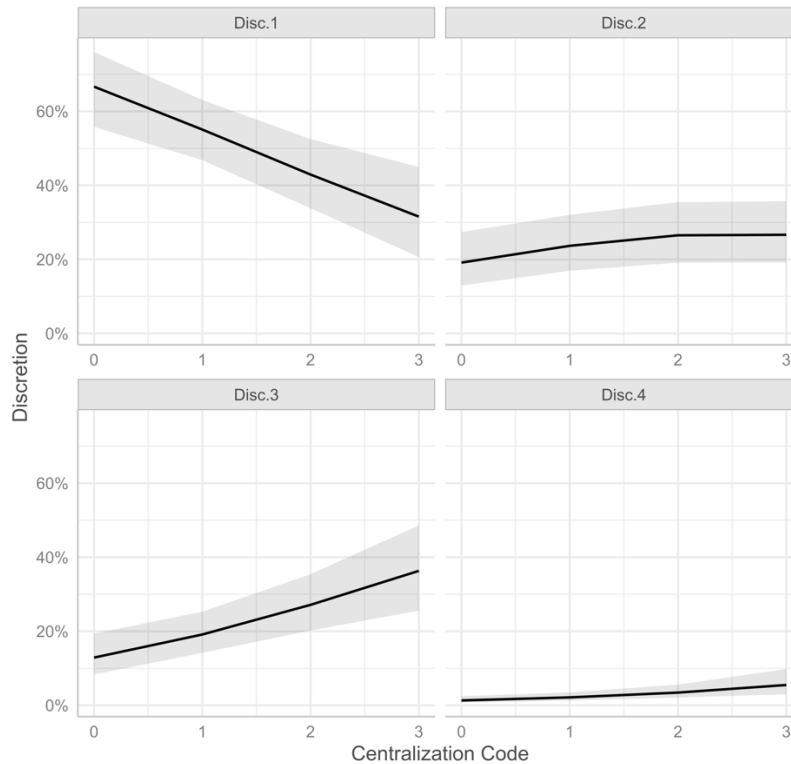 Disc.1
Disc.2
60%
40%
20%
0%
0 1 2 3
0 1 2 3
Discretion
Disc.3
Disc.4
60%
40%
20%
0%
0 1 2 3
0 1 2 3
Centralization Code